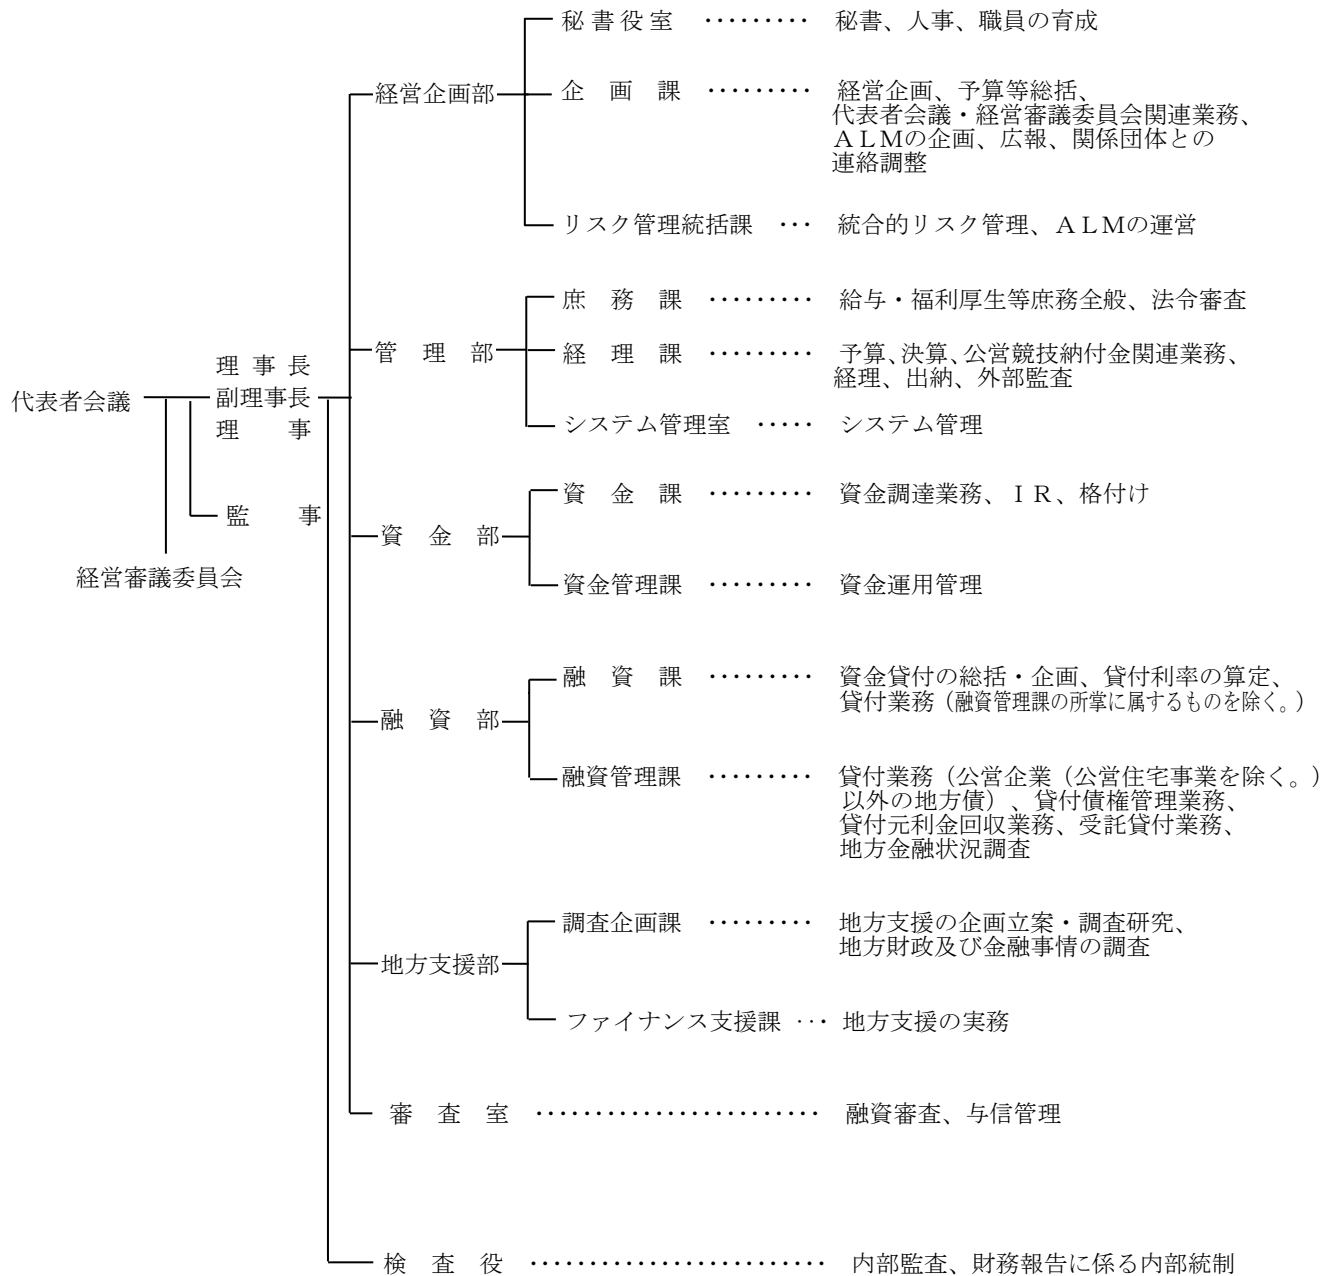 秘書役室 ········· 秘書、人事、職員の育成
経営企画部
企画課 ········· 経営企画、予算等総括、
代表者会議・経営審議委員会関連業務、
ＡＬＭの企画、広報、関係団体との
連絡調整
リスク管理統括課 ··· 統合的リスク管理、ＡＬＭの運営
庶務課 ········· 給与・福利厚生等庶務全般、法令審査
管理部
経理課 ········· 予算、決算、公営競技納付金関連業務、
経理、出納、外部監査
システム管理室 ····· システム管理
代表者会議
理事長
副理事長
理事
監事
経営審議委員会
資金課 ········· 資金調達業務、ＩＲ、格付け
資金部
資金管理課 ········· 資金運用管理
融資課 ········· 資金貸付の総括・企画、貸付利率の算定、
貸付業務（融資管理課の所掌に属するものを除く。）
融資部
融資管理課 ········· 貸付業務（公営企業（公営住宅事業を除く。）
以外の地方債）、貸付債権管理業務、
貸付元利金回収業務、受託貸付業務、
地方金融状況調査
調査企画課 ········· 地方支援の企画立案・調査研究、
地方財政及び金融事情の調査
地方支援部
ファイナンス支援課 ··· 地方支援の実務
審査室 ························ 融資審査、与信管理
検査役 ························· 内部監査、財務報告に係る内部統制